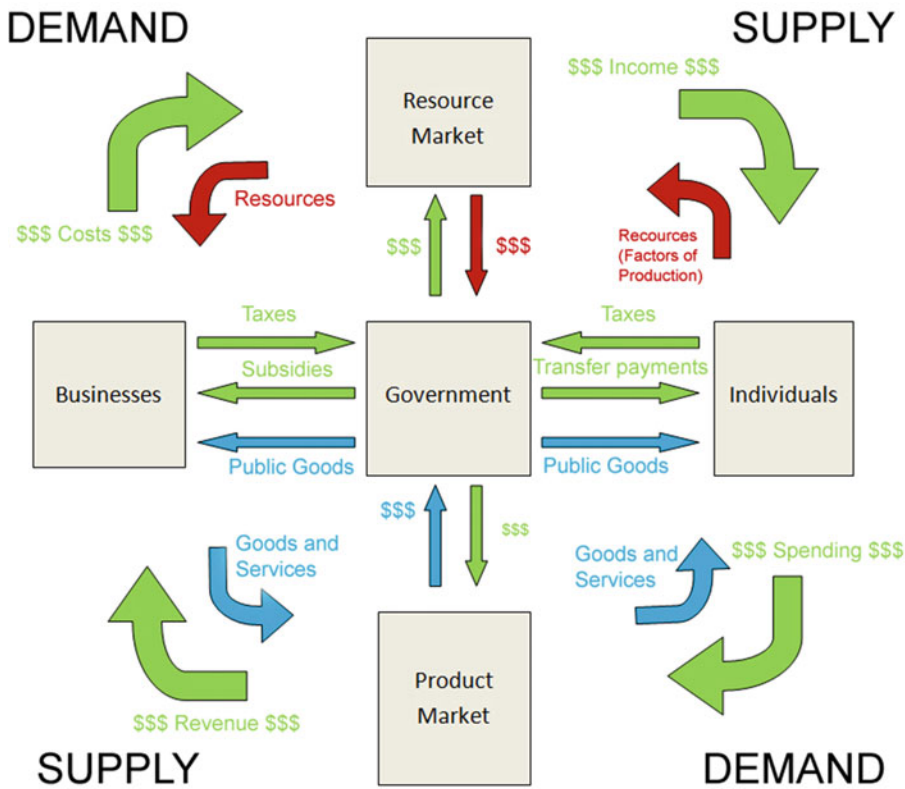 DEMAND
SUPPLY
Resource
Market
$$$ Income $$$
Resources
$$$ Costs $$$
$$$
$$$
Recources
(Factors of
Production)
Taxes
Taxes
Businesses
Subsidies
Government
Transfer payments
Individuals
Public Goods
Public Goods
$$$
$$$
Goods and
Services
Goods and
Services
$$$ Spending $$$
Product
Market
$$$ Revenue $$$
SUPPLY
DEMAND